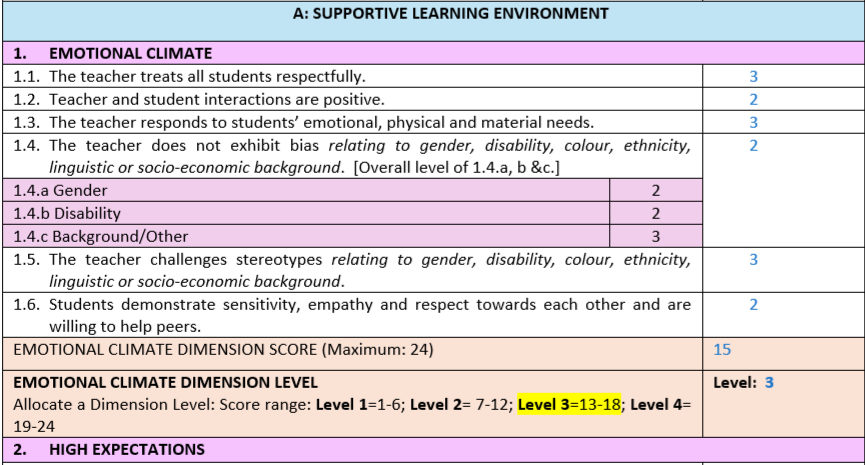 A: SUPPORTIVE LEARNING ENVIRONMENT
1. EMOTIONAL CLIMATE
1.1. The teacher treats all students respectfully. 3
1.2. Teacher and student interactions are positive. 2
1.3. The teacher responds to students’ emotional, physical and material needs. 3
1.4. The teacher does not exhibit bias relating to gender, disability, colour, ethnicity, 2
linguistic or socio-economic background. [Overall level of 1.4.a, b &c.]
1.4.a Gender 2
1.4.b Disability 2
1.4.c Background/Other 3
1.5. The teacher challenges stereotypes relating to gender, disability, colour, ethnicity, 3
linguistic or socio-economic background.
1.6. Students demonstrate sensitivity, empathy and respect towards each other and are 2
willing to help peers.
EMOTIONAL CLIMATE DIMENSION SCORE (Maximum: 24) 15
EMOTIONAL CLIMATE DIMENSION LEVEL Level: 3
Allocate a Dimension Level: Score range: Level 1=1-6; Level 2= 7-12; Level 3=13-18; Level 4=
19-24
2. HIGH EXPECTATIONS